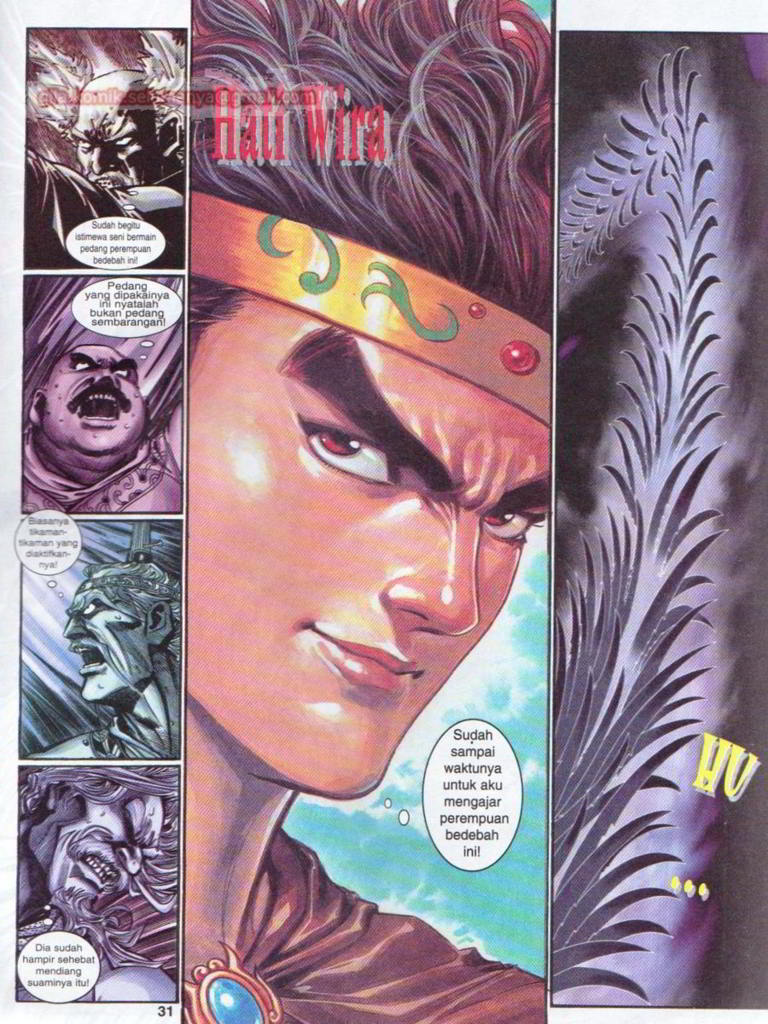 Hati Wira
Sudah begitu
istimewa seni bermain
pedang perempuan
bedebah ini!
Pedang
yang dipakainya
ini nyatalah
bukan pedang
sembarangan!
Biasanya
tikaman-
tikaman yang
diaktifkan-
nya!
Dia sudah
hampir sehebat
mendiang
suaminya itu!
Sudah
sampai
waktunya
untuk aku
mengajar
perempuan
bedebah
ini!
HU
...
31